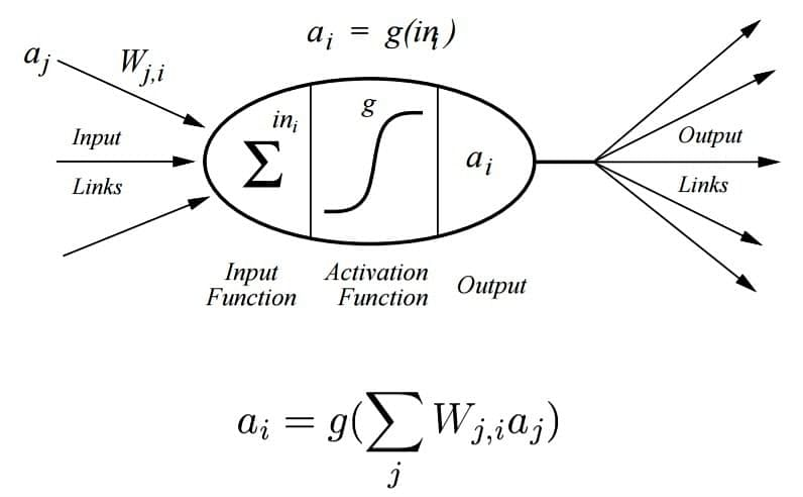 a_i = g(in_i)
a_j
W_{j,i}
Input
Links
in_i
Σ
g
a_i
Output
Links
Input
Function
Activation
Function
Output
a_i = g(∑_j W_{j,i} a_j)